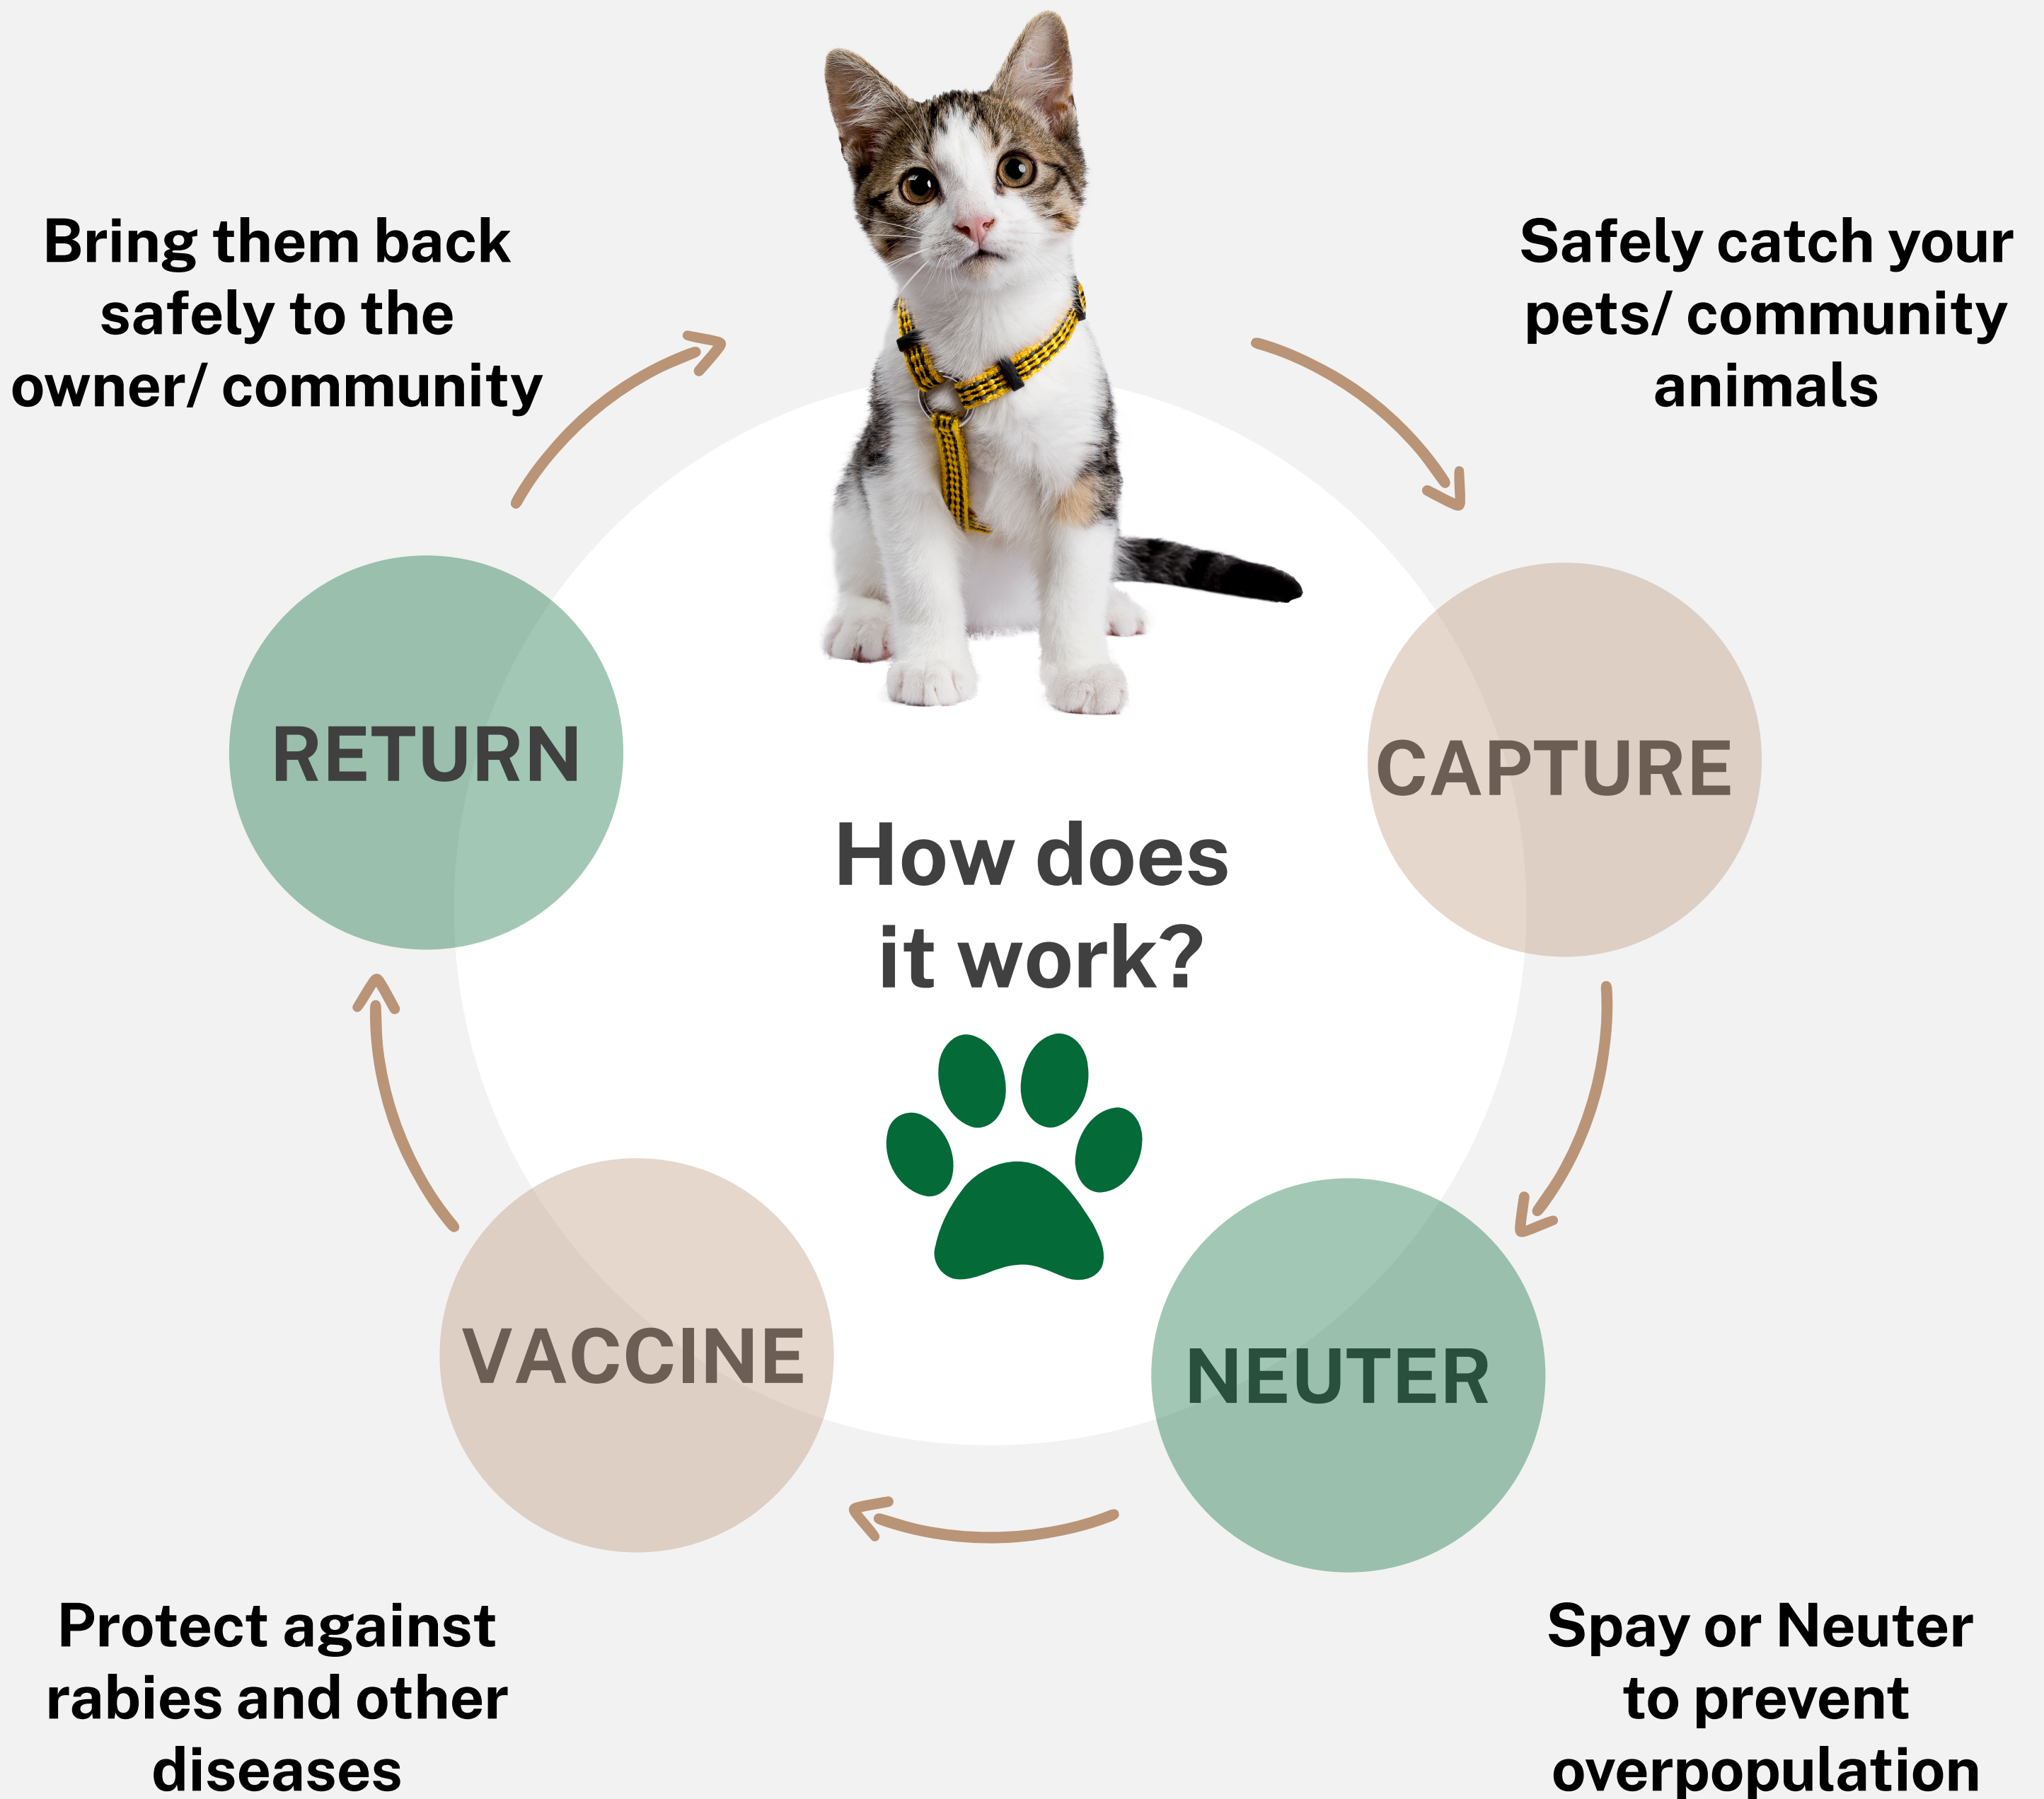 Bring them back
safely to the
owner/ community
Safely catch your
pets/ community
animals
RETURN
CAPTURE
How does
it work?
VACCINE
NEUTER
Protect against
rabies and other
diseases
Spay or Neuter
to prevent
overpopulation